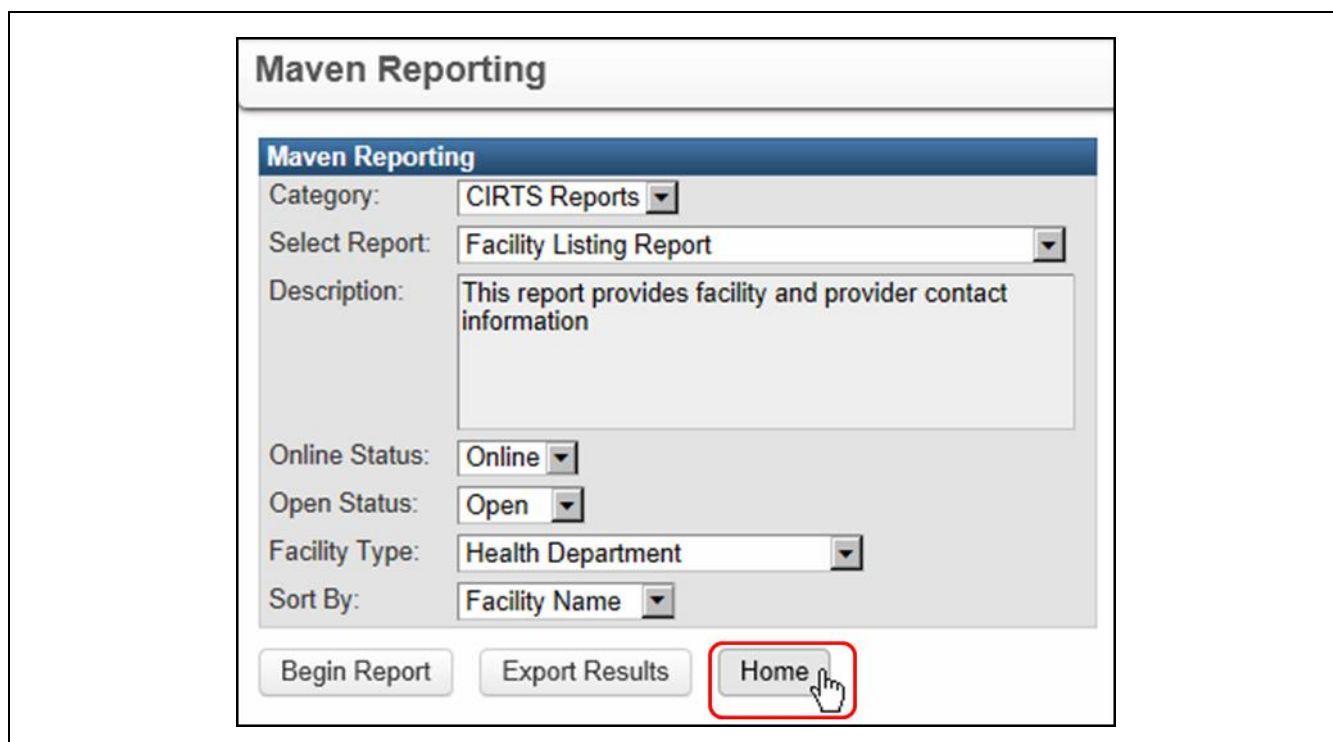 Maven Reporting
Maven Reporting
Category: CIRTS Reports
Select Report: Facility Listing Report
Description: This report provides facility and provider contact
information
Online Status: Online
Open Status: Open
Facility Type: Health Department
Sort By: Facility Name
Begin Report Export Results Home